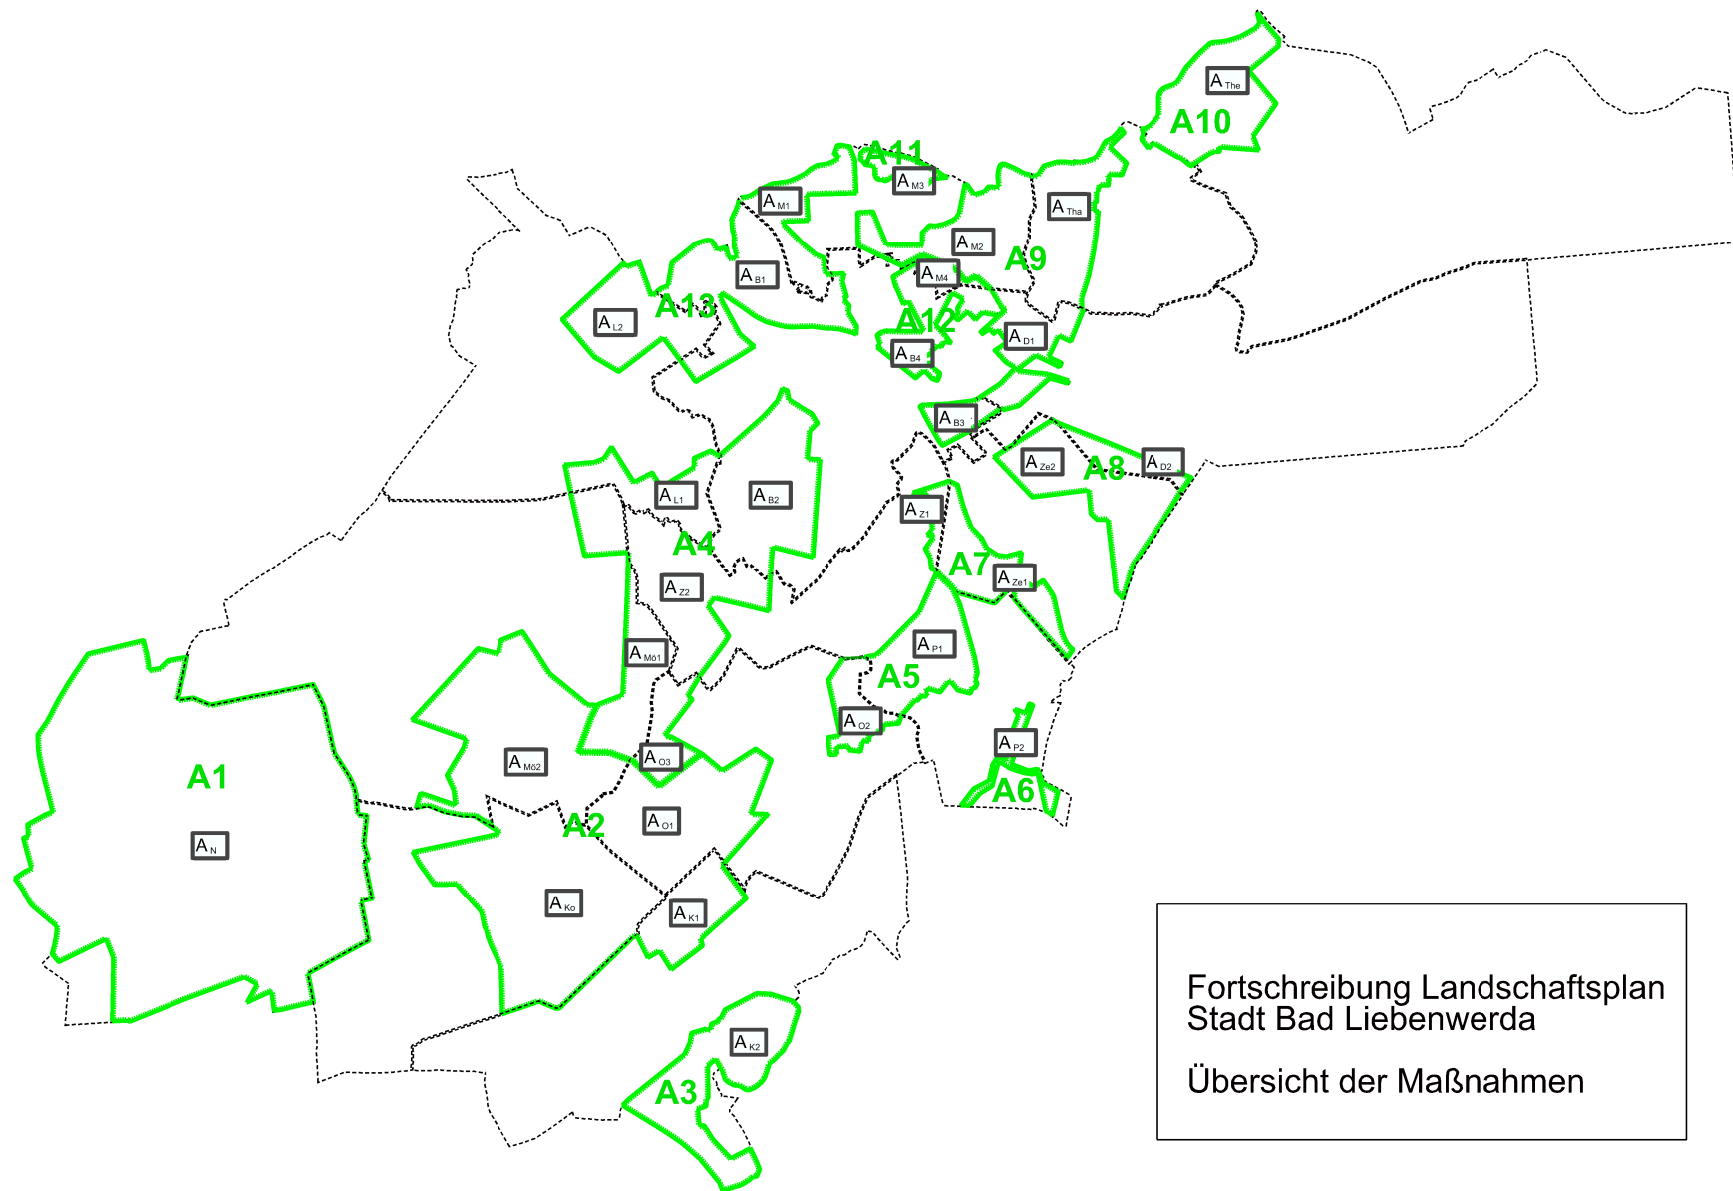 A The
A10
A11
A M3
A M1
A Tha
A M2
A9
A M4
A B1
A13
A L2
A12
A D1
A B4
A B3
A Ze2
A8
A D2
A L1
A B2
A Z1
A4
A7
A Ze1
A Z2
A P1
A Mö1
A5
A O2
A P2
A O3
A Mö2
A1
A6
A O1
A2
A N
A Ko
A K1
A K2
A3
Fortschreibung Landschaftsplan
Stadt Bad Liebenwerda
Übersicht der Maßnahmen